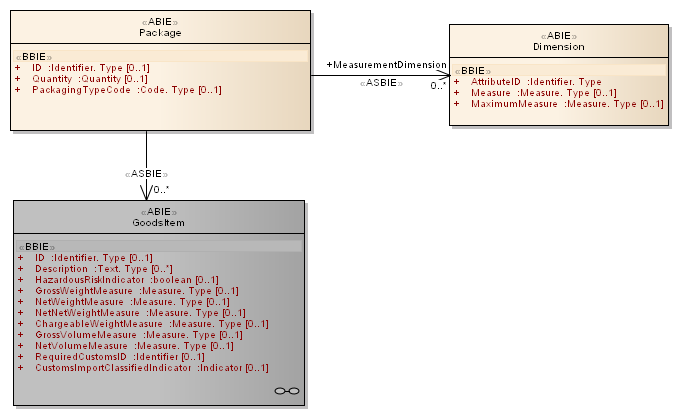 «ABIE»
Package
«BBIE»
+ ID :Identifier. Type [0..1]
+ Quantity :Quantity [0..1]
+ PackagingTypeCode :Code. Type [0..1]
+MeasurementDimension
«ASBIE»
0..*
«ABIE»
Dimension
«BBIE»
+ AttributeID :Identifier. Type
+ Measure :Measure. Type [0..1]
+ MaximumMeasure :Measure. Type [0..1]
«ASBIE»
0..*
«ABIE»
GoodsItem
«BBIE»
+ ID :Identifier. Type [0..1]
+ Description :Text. Type [0..*]
+ HazardousRiskIndicator :boolean [0..1]
+ GrossWeightMeasure :Measure. Type [0..1]
+ NetWeightMeasure :Measure. Type [0..1]
+ NetNetWeightMeasure :Measure. Type [0..1]
+ ChargeableWeightMeasure :Measure. Type [0..1]
+ GrossVolumeMeasure :Measure. Type [0..1]
+ NetVolumeMeasure :Measure. Type [0..1]
+ RequiredCustomsID :Identifier [0..1]
+ CustomsImportClassifiedIndicator :Indicator [0..1]